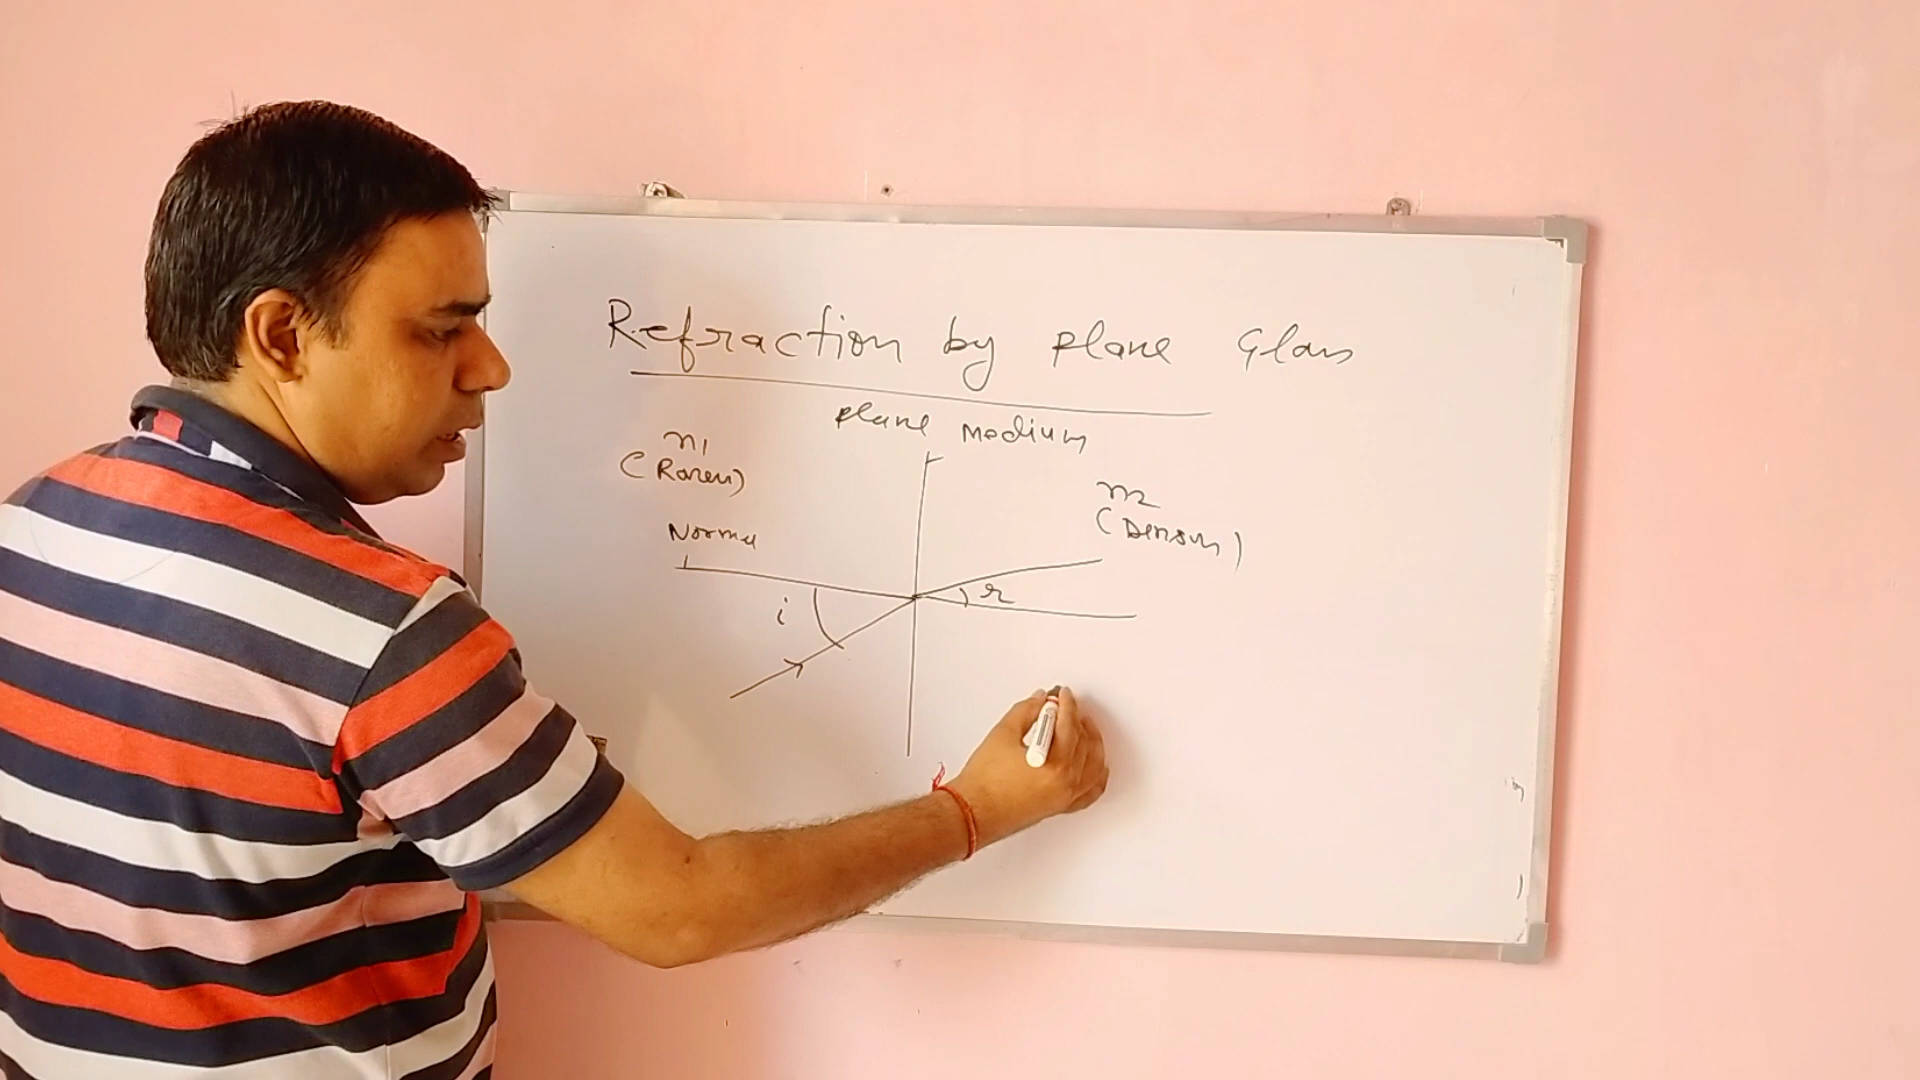 Refraction by plane Glass
plane medium
n1
(Rarer)
n2
(Denser)
Normal
i
r